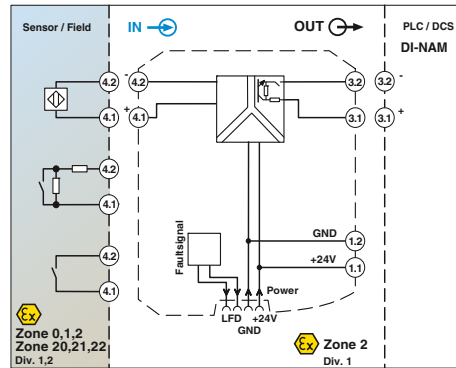 Sensor / Field
IN
OUT
PLC / DCS
DI-NAM
4.2
-
4.2
3.2
3.2
-
4.1
+
4.1
3.1
3.1
+
4.2
4.1
4.2
4.1
Faultsignal
GND
1.2
+24V
1.1
Power
LFD
+24V
GND
Ex
Zone 0,1,2
Zone 20,21,22
Div. 1,2
Ex
Zone 2
Div. 1